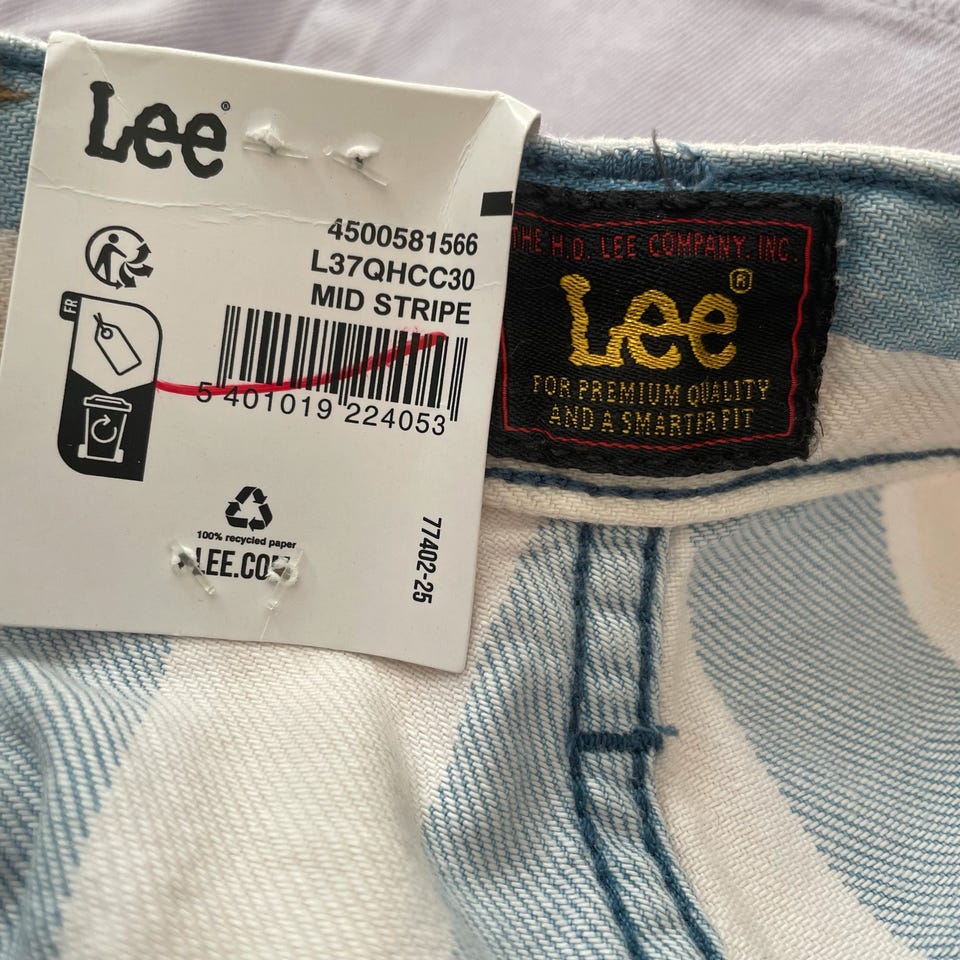 Lee®
4500581566
L37QHCC30
MID STRIPE
FR
5 401019 224053
100% recycled paper
LEE.COM
77402-25
THE H.D. LEE COMPANY, INC.
Lee®
FOR PREMIUM QUALITY
AND A SMARTER FIT